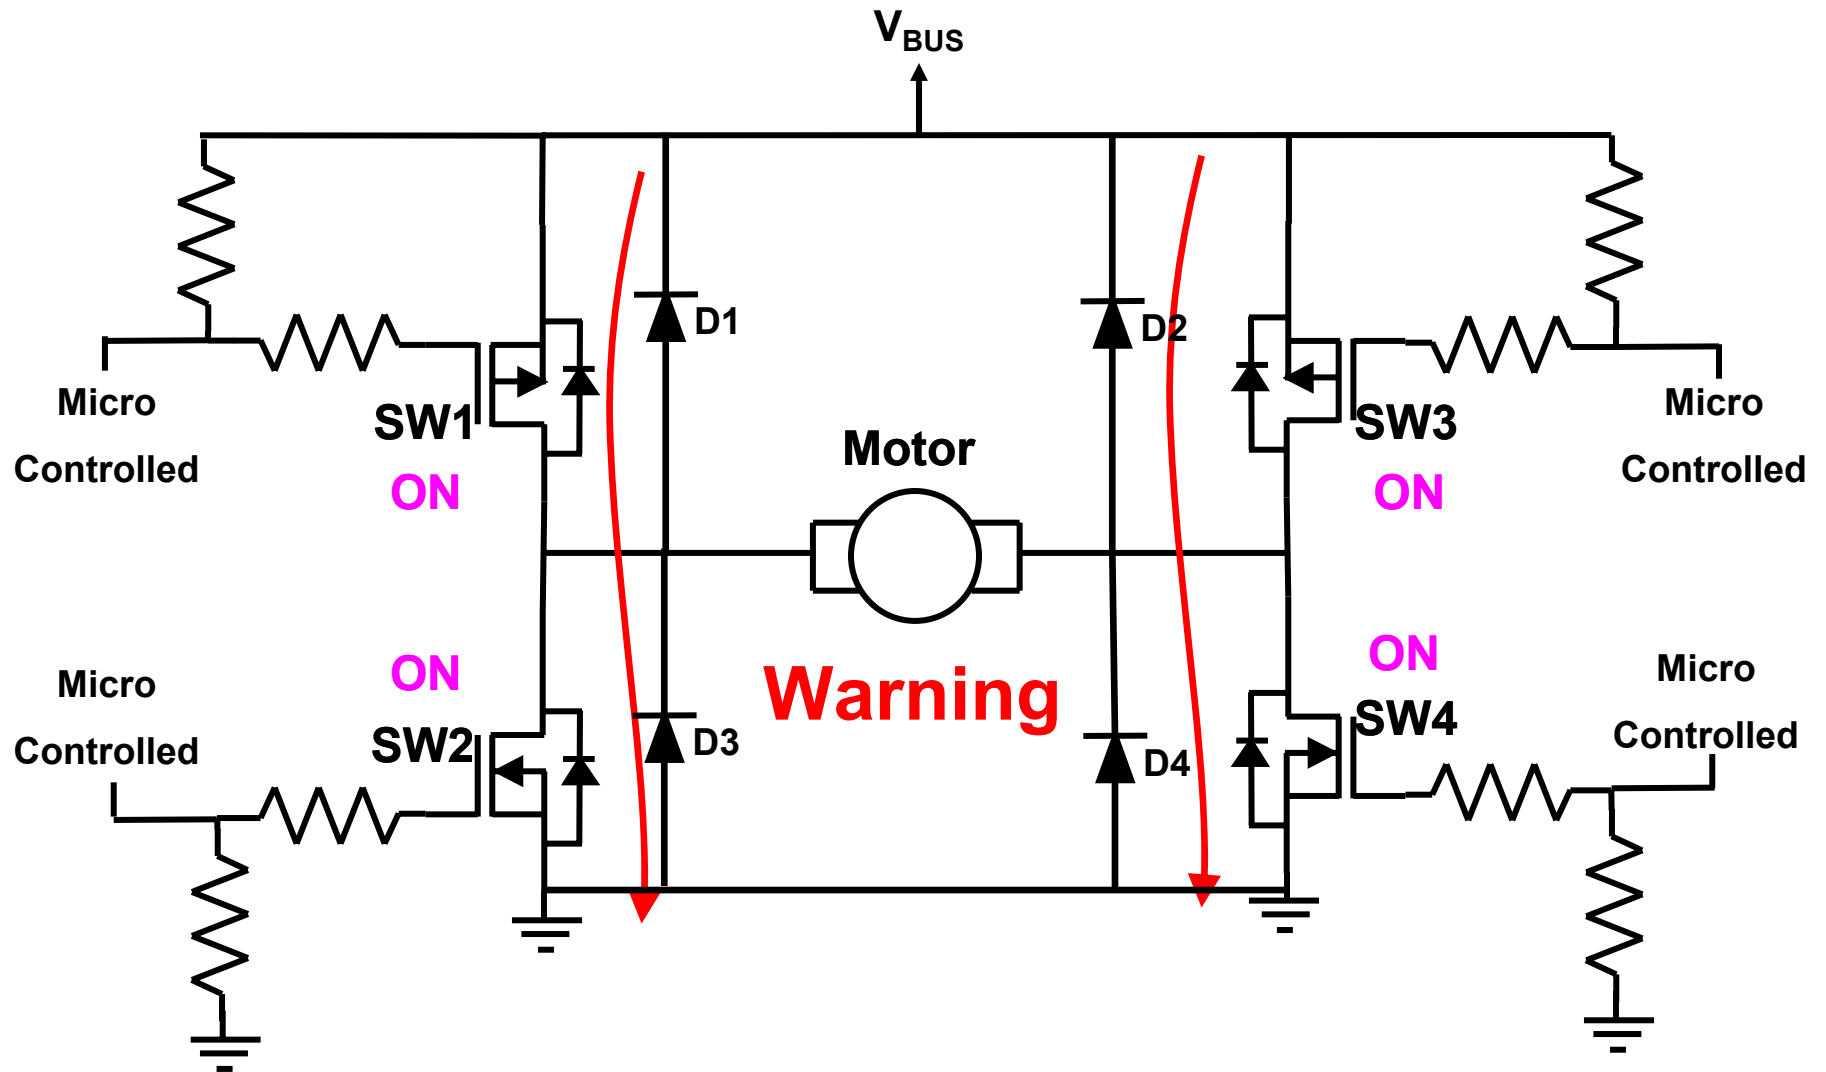 VBUS
D1
D2
Micro
Controlled
SW1
ON
Motor
SW3
ON
Micro
Controlled
Micro
Controlled
ON
SW2
D3
Warning
D4
ON
SW4
Micro
Controlled